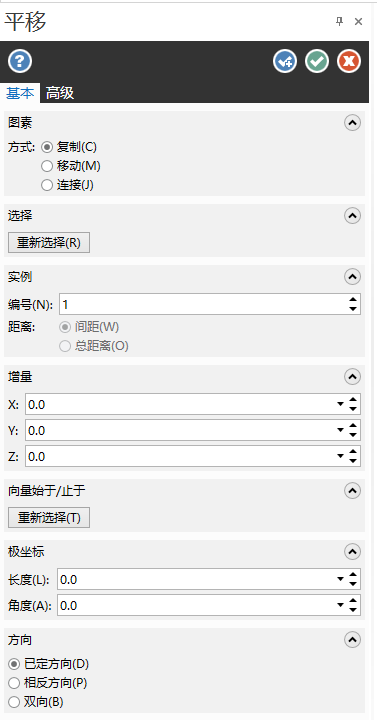 平移
基本 高级
图素
方式: 复制(C)
移动(M)
连接(J)
选择
重新选择(R)
实例
编号(N): 1
距离: 间距(W)
总距离(O)
增量
X: 0.0
Y: 0.0
Z: 0.0
向量始于/止于
重新选择(T)
极坐标
长度(L): 0.0
角度(A): 0.0
方向
已定方向(D)
相反方向(P)
双向(B)